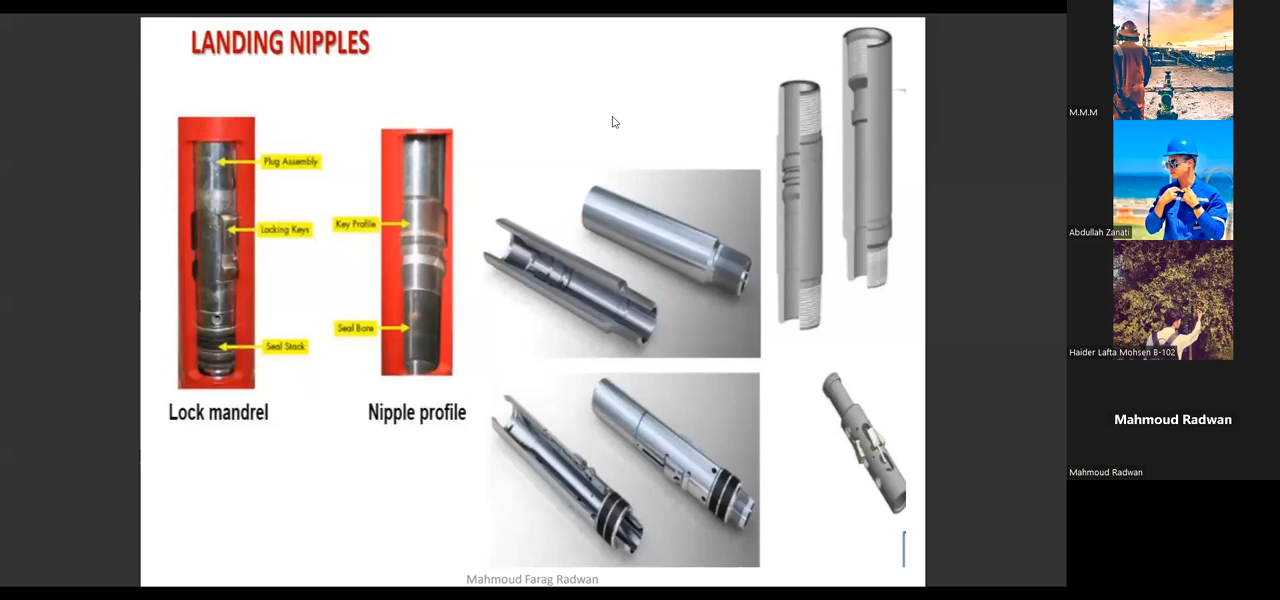 LANDING NIPPLES
Plug Assembly
Locking Keys
Seal Stack
Key Profile
Seal Bore
Lock mandrel
Nipple profile
Mahmoud Farag Radwan
M.M.M
Abdullah Zanati
Haider Lafta Mohsen B-102
Mahmoud Radwan
Mahmoud Radwan